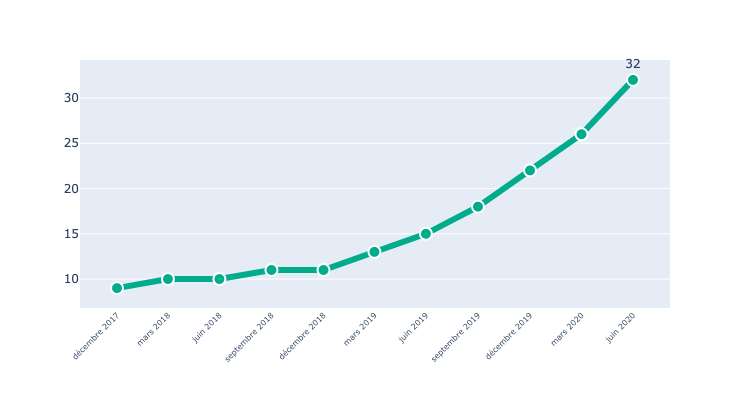 32
30
25
20
15
10
décembre 2017
mars 2018
juin 2018
septembre 2018
décembre 2018
mars 2019
juin 2019
septembre 2019
décembre 2019
mars 2020
juin 2020